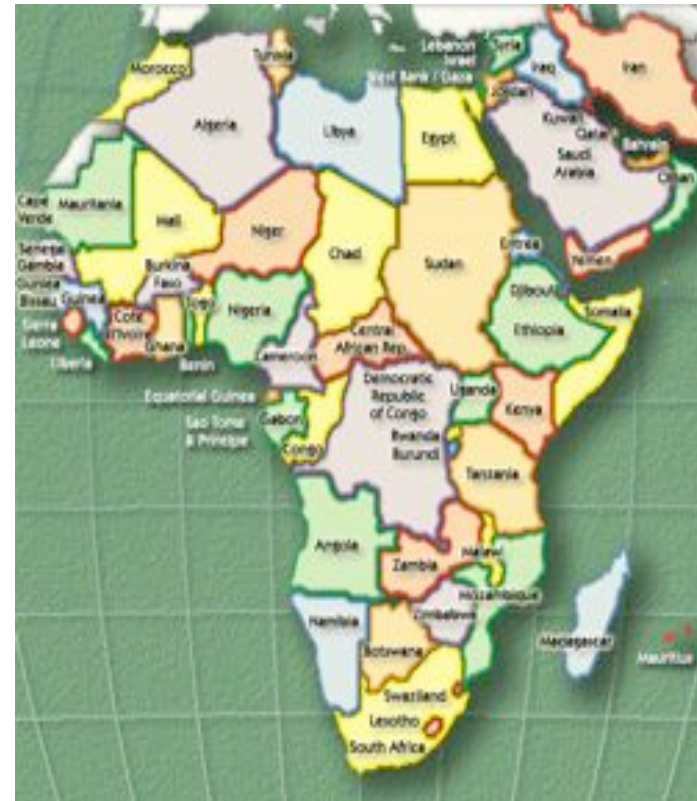 Morocco
Tunisia
Lebanon
Israel
West Bank / Gaza
Syria
Iraq
Iran
Jordan
Algeria
Libya
Egypt
Kuwait
Qatar
Bahrain
Saudi
Arabia
Oman
Yemen
Cape
Verde
Mauritania
Mali
Niger
Chad
Sudan
Eritrea
Djibouti
Ethiopia
Somalia
Senegal
Gambia
Guinea
Bissau
Guinea
Sierra
Leone
Liberia
Cote
D'Ivoire
Burkina
Faso
Ghana
Togo
Benin
Nigeria
Cameroon
Central
African Rep.
Equatorial Guinea
Sao Tome
& Principe
Gabon
Congo
Democratic
Republic
of Congo
Uganda
Kenya
Rwanda
Burundi
Tanzania
Angola
Zambia
Malawi
Mozambique
Zimbabwe
Namibia
Botswana
Swaziland
Lesotho
South Africa
Madagascar
Mauritius